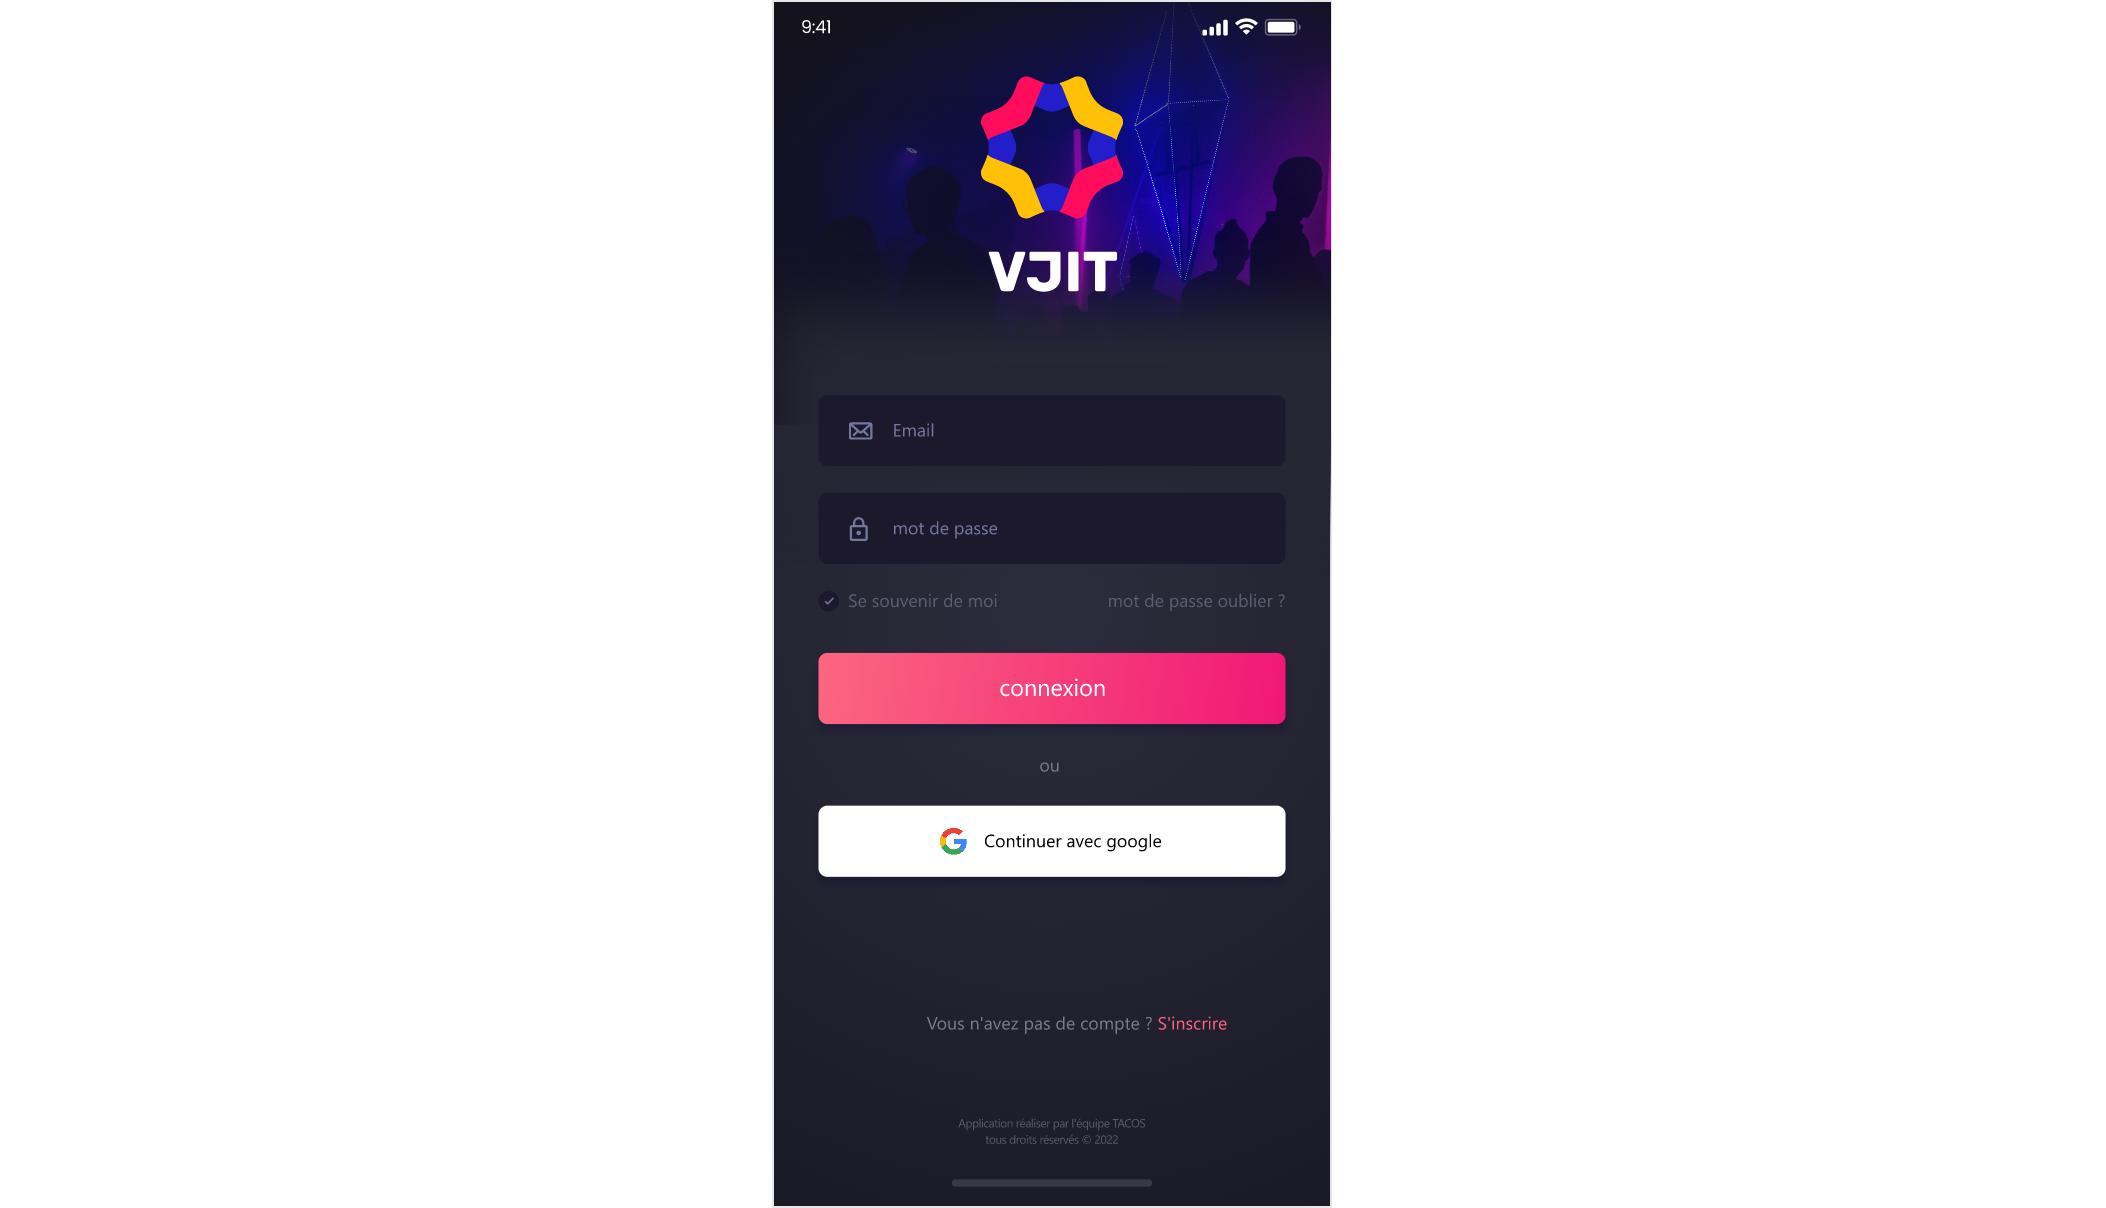 9:41
VJIT
Email
mot de passe
Se souvenir de moi
mot de passe oublier ?
connexion
ou
Continuer avec google
Vous n'avez pas de compte ? S'inscrire
Application réaliser par l'équipe TACOS
tous droits réservés © 2022